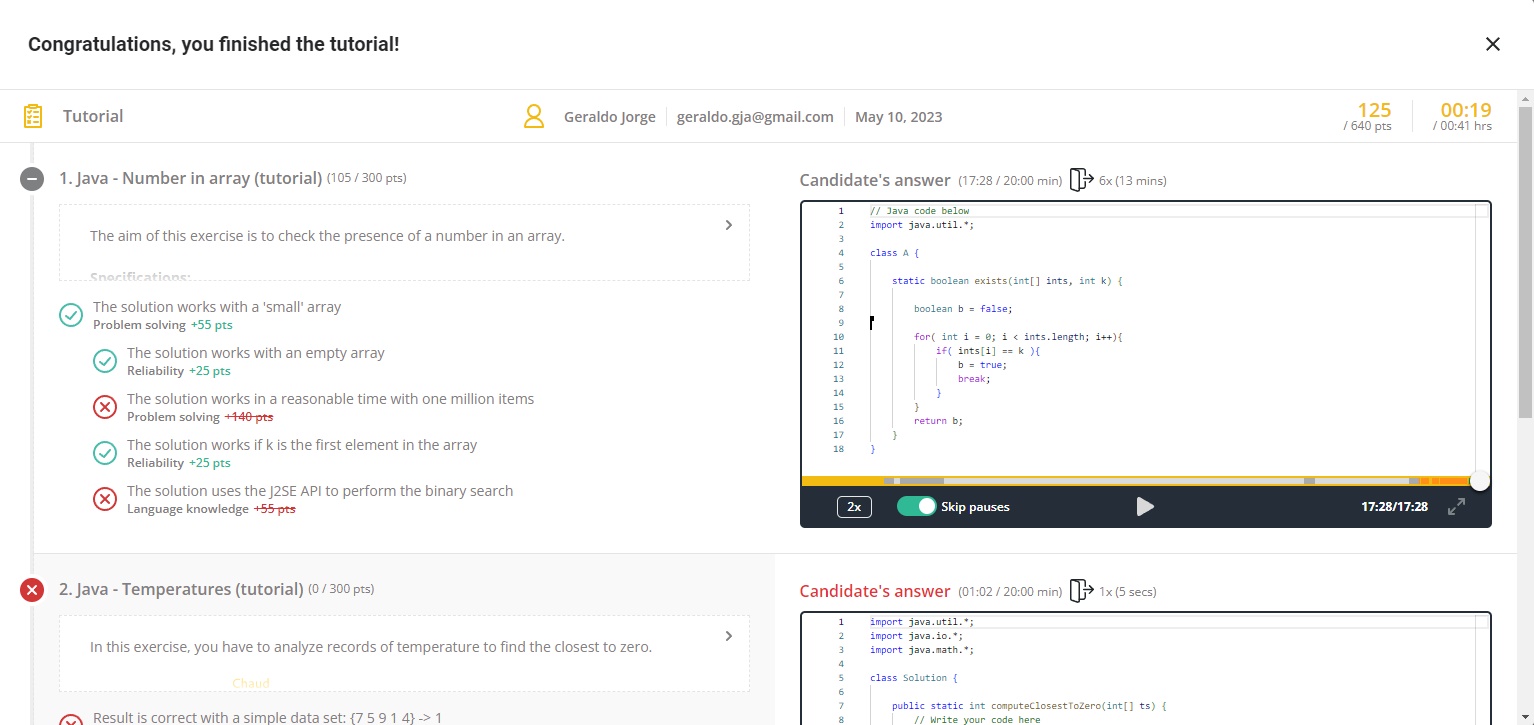 Congratulations, you finished the tutorial!
Tutorial
Geraldo Jorge
geraldo.gja@gmail.com
May 10, 2023
125
/ 640 pts
00:19
/ 00:41 hrs
1. Java - Number in array (tutorial) (105 / 300 pts)
The aim of this exercise is to check the presence of a number in an array.
Specifications:
The solution works with a 'small' array
Problem solving +55 pts
The solution works with an empty array
Reliability +25 pts
The solution works in a reasonable time with one million items
Problem solving +140 pts
The solution works if k is the first element in the array
Reliability +25 pts
The solution uses the J2SE API to perform the binary search
Language knowledge +55 pts
Candidate's answer (17:28 / 20:00 min) 6x (13 mins)
1 // Java code below
2 import java.util.*;
3
4 class A {
5
6 static boolean exists(int[] ints, int k) {
7
8 boolean b = false;
9
10 for( int i = 0; i < ints.length; i++){
11 if( ints[i] == k ){
12 b = true;
13 break;
14 }
15 }
16 return b;
17 }
18 }
2x
Skip pauses
17:28/17:28
2. Java - Temperatures (tutorial) (0 / 300 pts)
In this exercise, you have to analyze records of temperature to find the closest to zero.
Chaud
Result is correct with a simple data set: {7 5 9 1 4} -> 1
Candidate's answer (01:02 / 20:00 min) 1x (5 secs)
1 import java.util.*;
2 import java.io.*;
3 import java.math.*;
4
5 class Solution {
6
7 public static int computeClosestToZero(int[] ts) {
8 // Write your code here